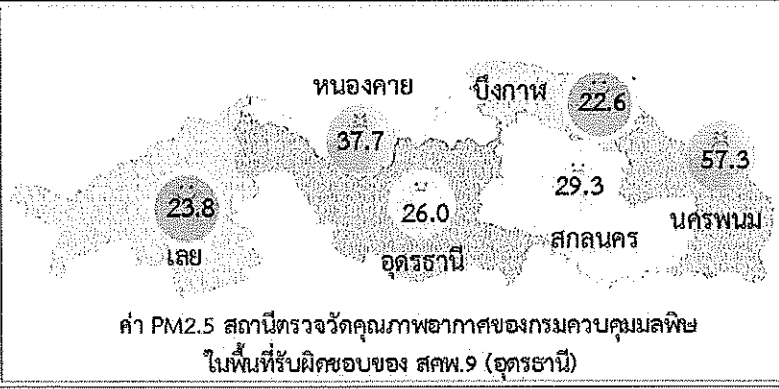 หนองคาย
บึงกาฬ
22.6
37.7
57.3
23.8
26.0
29.3
นครพนม
เลย
อุดรธานี
สกลนคร
ค่า PM2.5 สถานีตรวจวัดคุณภาพอากาศของกรมควบคุมมลพิษ
ในพื้นที่รับผิดชอบของ สคพ.9 (อุดรธานี)